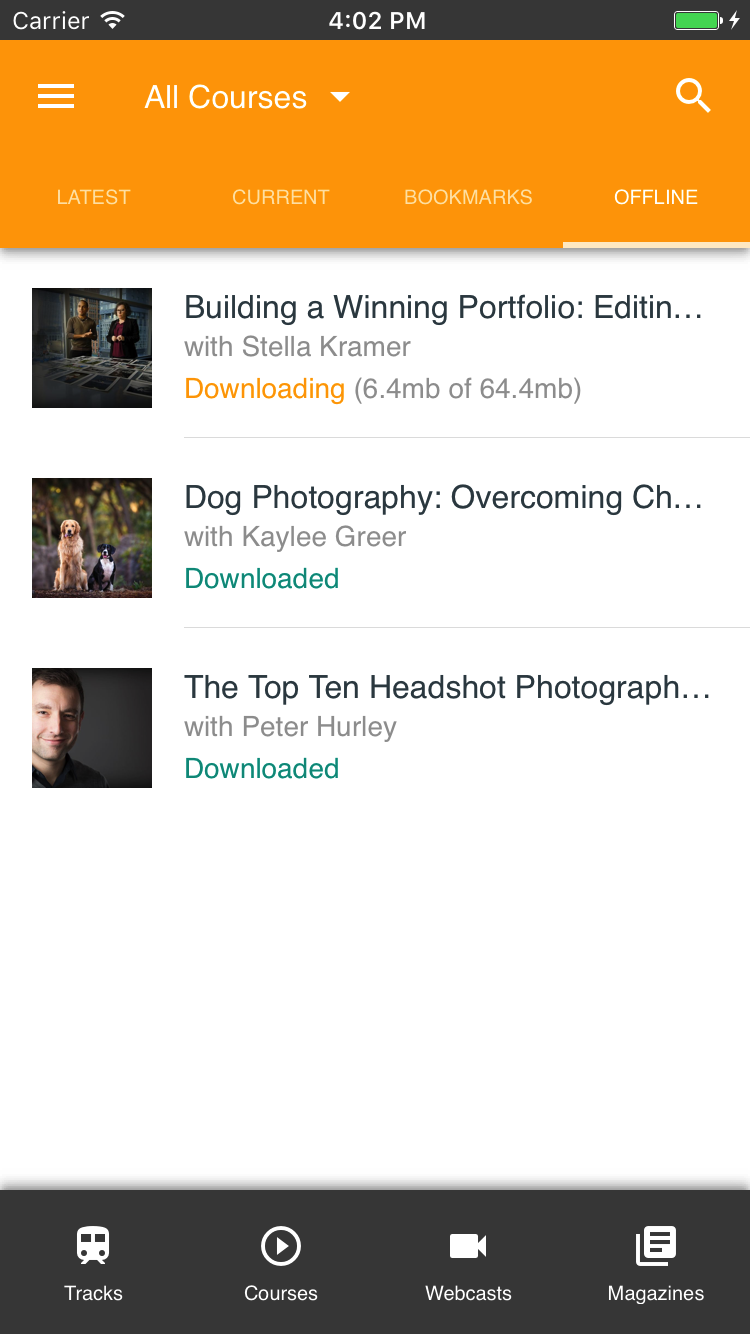 Carrier 4:02 PM
All Courses
LATEST CURRENT BOOKMARKS OFFLINE
Building a Winning Portfolio: Editin…
with Stella Kramer
Downloading (6.4mb of 64.4mb)
Dog Photography: Overcoming Ch…
with Kaylee Greer
Downloaded
The Top Ten Headshot Photograph…
with Peter Hurley
Downloaded
Tracks Courses Webcasts Magazines